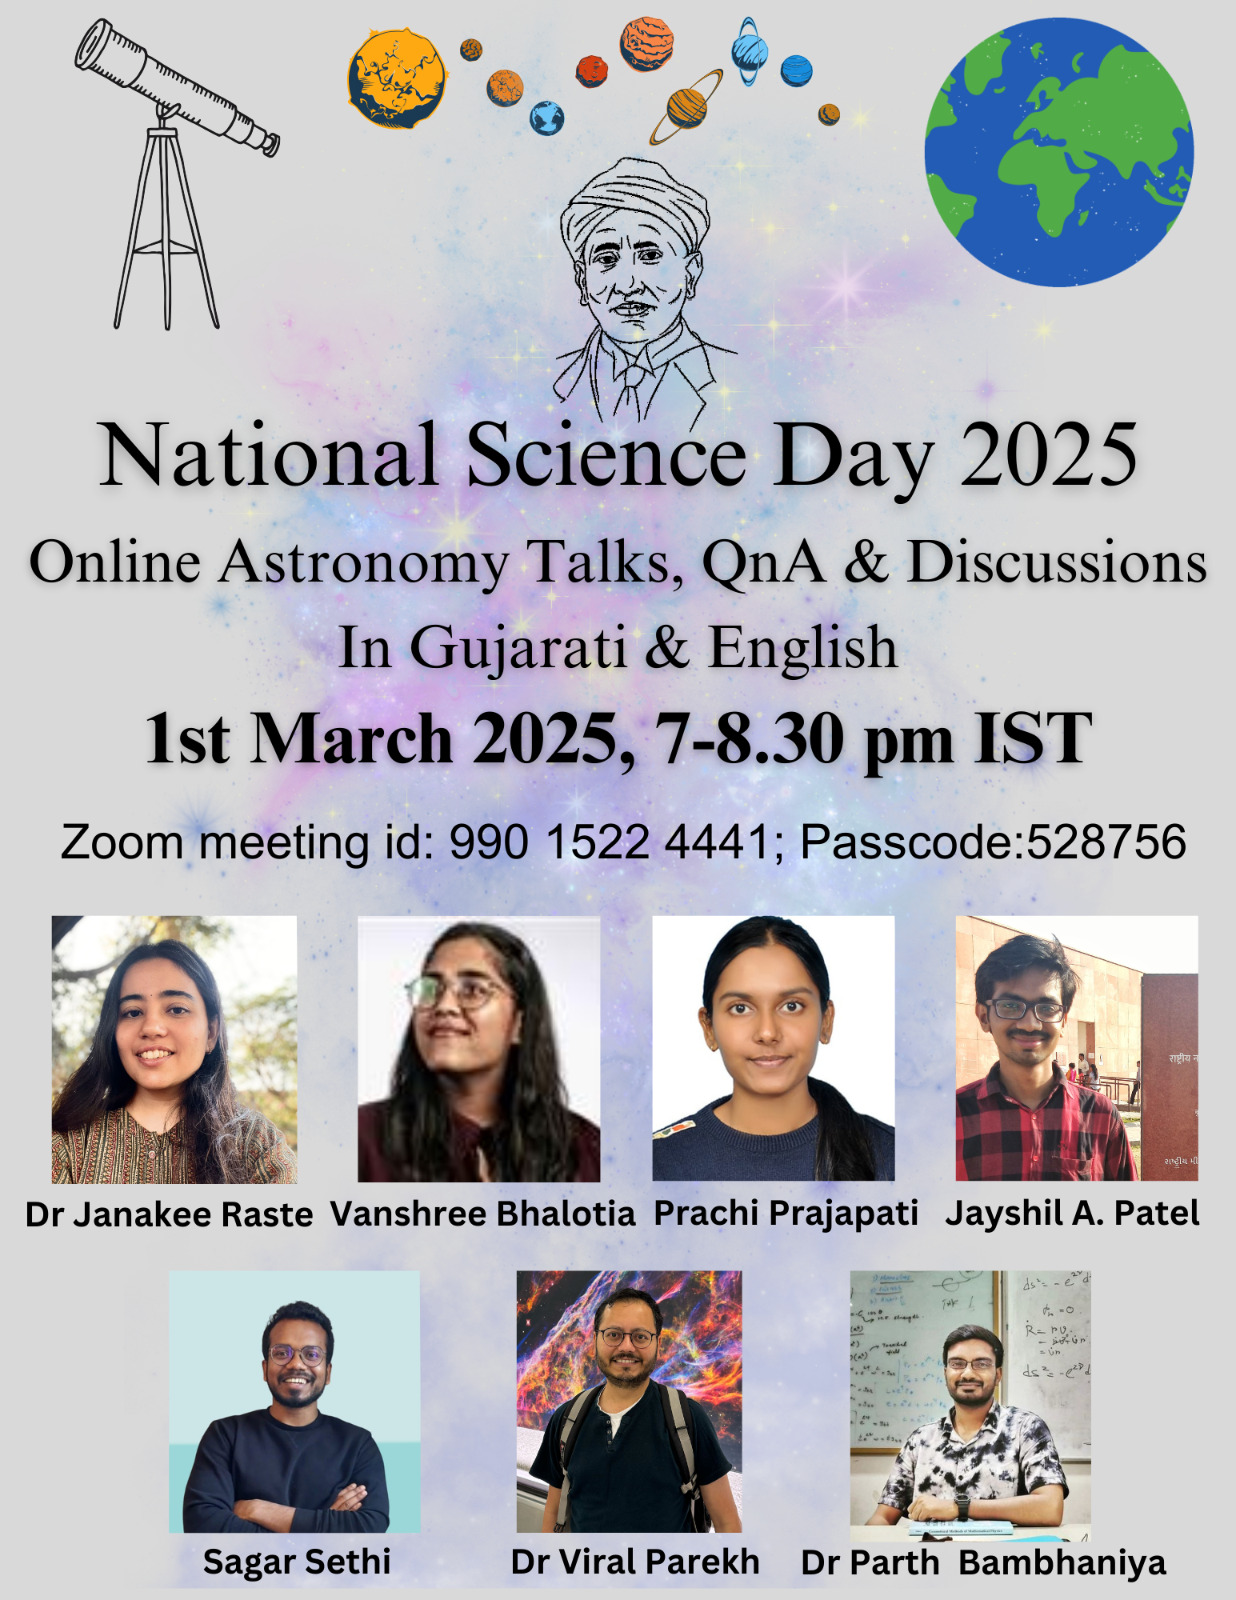 National Science Day 2025
Online Astronomy Talks, QnA & Discussions
In Gujarati & English
1st March 2025, 7-8.30 pm IST
Zoom meeting id: 990 1522 4441; Passcode:528756
राष्ट्रीय
Dr Janakee Raste
Vanshree Bhalotia
Prachi Prajapati
Jayshil A. Patel
Sagar Sethi
Dr Viral Parekh
Dr Parth Bambhaniya